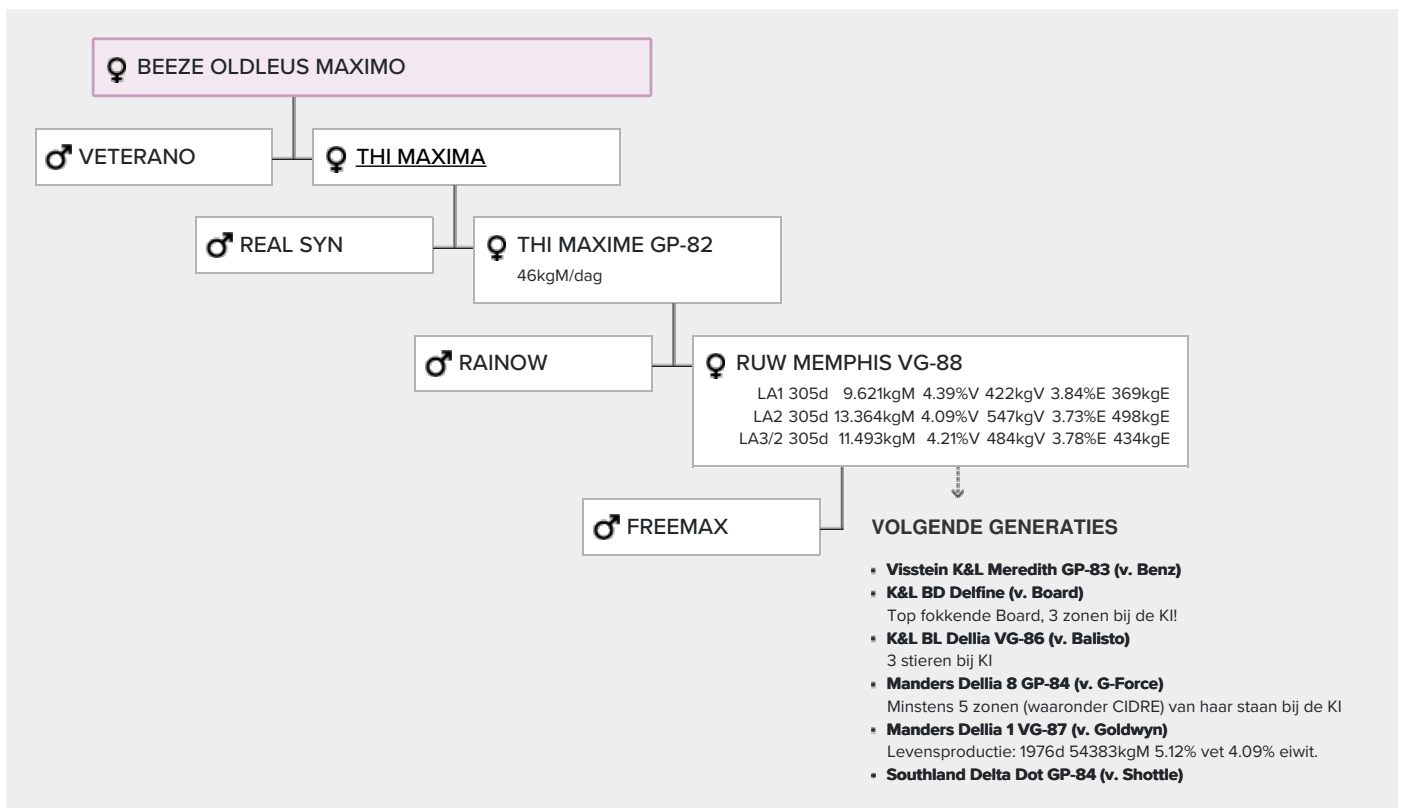 ♀ BEEZE OLDLEUS MAXIMO
♂ VETERANO
♀ THI MAXIMA
♂ REAL SYN
♀ THI MAXIME GP-82
46kgM/dag
♂ RAINOW
♀ RUW MEMPHIS VG-88
LA1 305d 9.621kgM 4.39%V 422kgV 3.84%E 369kgE
LA2 305d 13.364kgM 4.09%V 547kgV 3.73%E 498kgE
LA3/2 305d 11.493kgM 4.21%V 484kgV 3.78%E 434kgE
♂ FREEMAX
VOLGENDE GENERATIES
▪ Visstein K&L Meredith GP-83 (v. Benz)
▪ K&L BD Delfine (v. Board)
Top fokkende Board, 3 zonen bij de KI!
▪ K&L BL Dellia VG-86 (v. Balisto)
3 stieren bij KI
▪ Manders Dellia 8 GP-84 (v. G-Force)
Minstens 5 zonen (waaronder CIDRE) van haar staan bij de KI
▪ Manders Dellia 1 VG-87 (v. Goldwyn)
Levensproductie: 1976d 54383kgM 5.12% vet 4.09% eiwit.
▪ Southland Delta Dot GP-84 (v. Shottle)